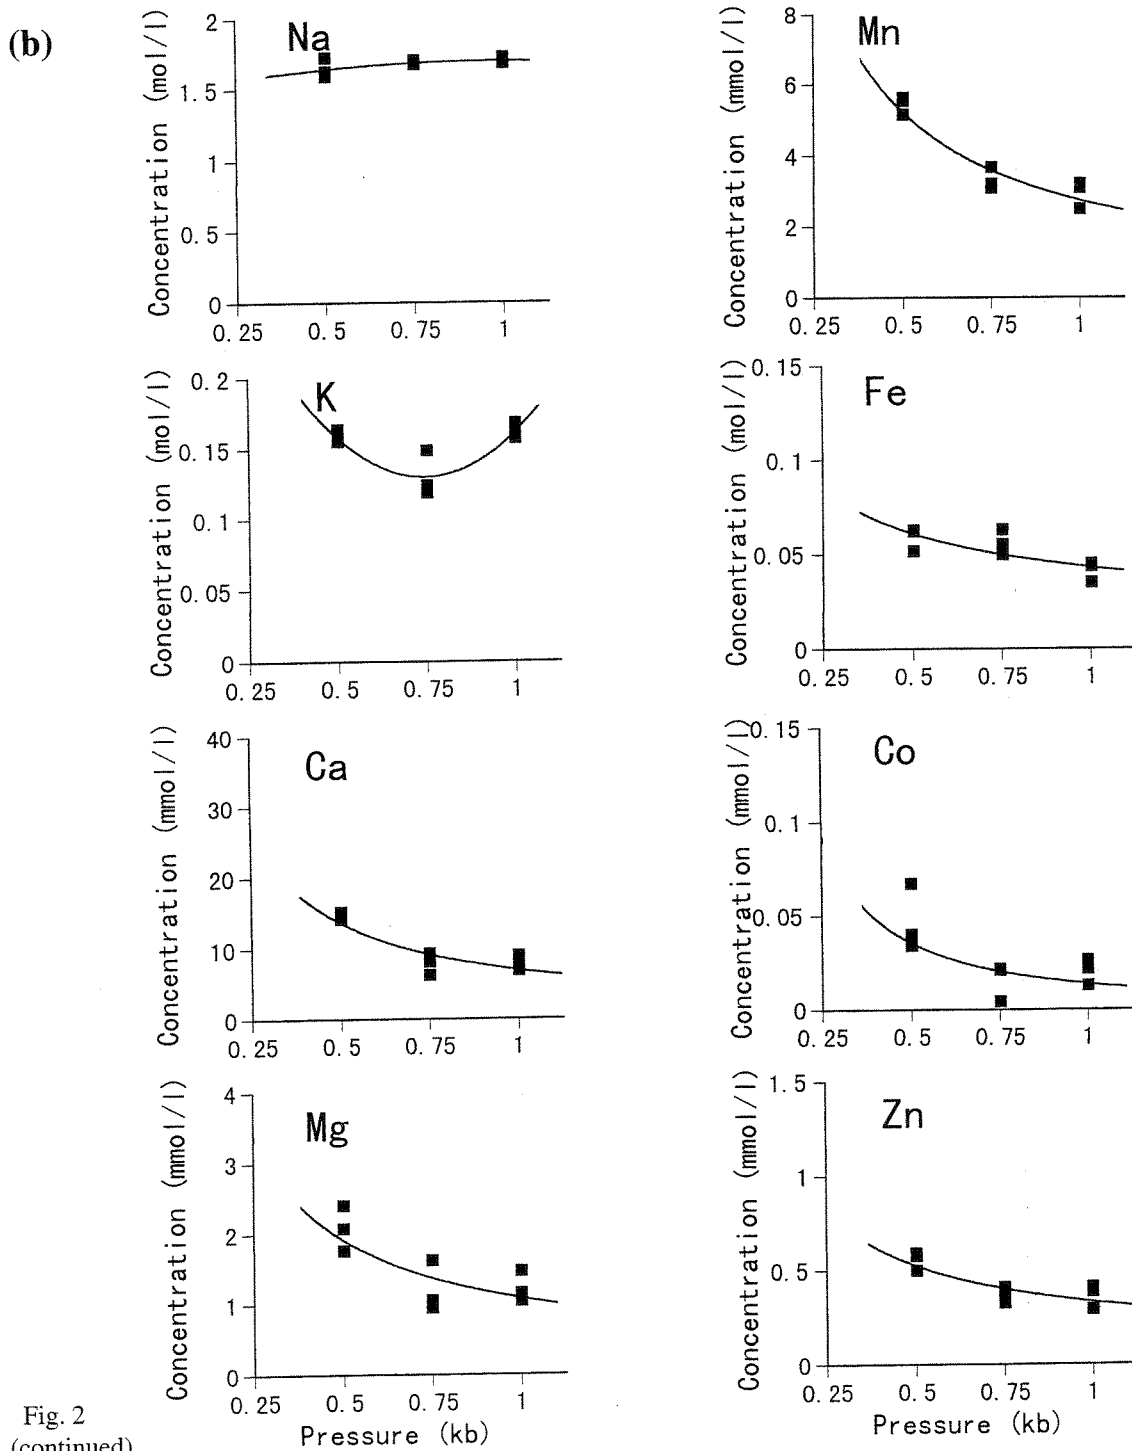 (b)
Na
Concentration (mol/l)
2
1.5
1
0.5
0
0.25 0.5 0.75 1
Mn
Concentration (mmol/l)
8
6
4
2
0
0.25 0.5 0.75 1
K
Concentration (mol/l)
0.2
0.15
0.1
0.05
0
0.25 0.5 0.75 1
Fe
Concentration (mol/l)
0.15
0.1
0.05
0
0.25 0.5 0.75 1
Ca
Concentration (mmol/l)
40
30
20
10
0
0.25 0.5 0.75 1
Co
Concentration (mmol/l)
0.15
0.1
0.05
0
0.25 0.5 0.75 1
Mg
Concentration (mmol/l)
4
3
2
1
0
0.25 0.5 0.75 1
Pressure (kb)
Zn
Concentration (mmol/l)
1.5
1
0.5
0
0.25 0.5 0.75 1
Pressure (kb)
Fig. 2
(continued)